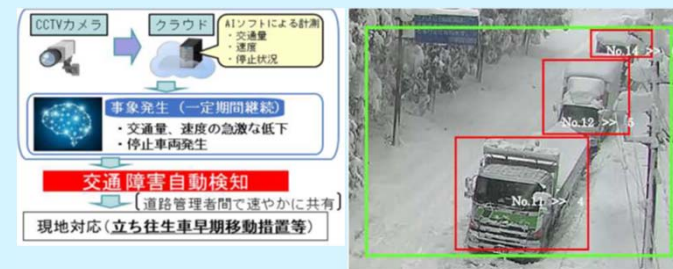 CCTVカメラ
クラウド
AIソフトによる計測
・交通量
・速度
・停止状況
事象発生(一定期間継続)
・交通量、速度の急激な低下
・停止車両発生
交通障害自動検知
〔道路管理者間で速やかに共有〕
現地対応(立ち往生車早期移動措置等)
No.14 >>
No.12 >> 5
No.11 >> 4